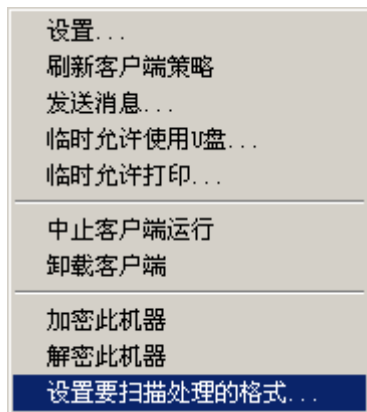 设置...
刷新客户端策略
发送消息...
临时允许使用U盘...
临时允许打印...
中止客户端运行
卸载客户端
加密此机器
解密此机器
设置要扫描处理的格式...